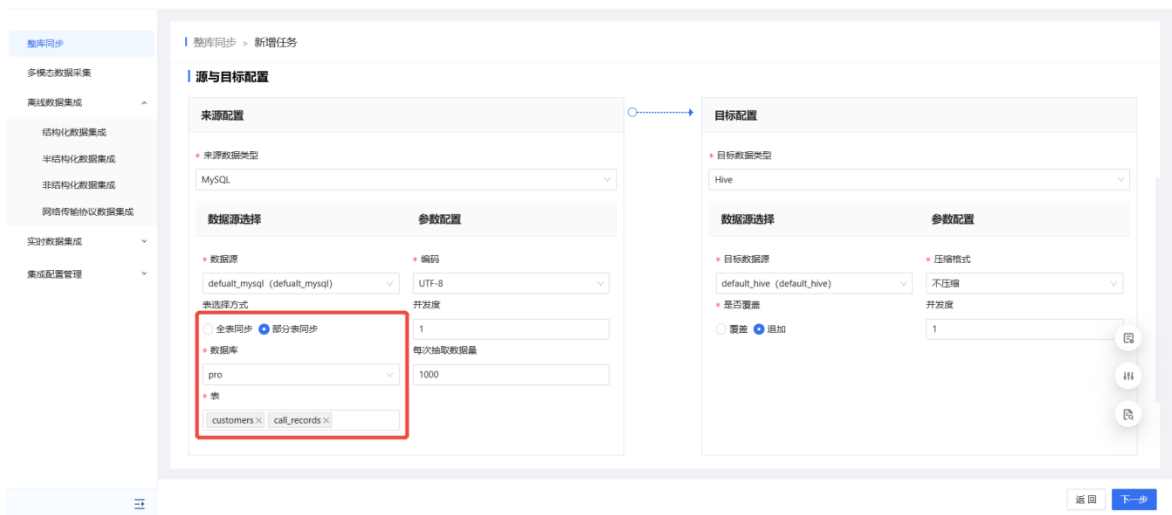 整库同步
多模态数据采集
离线数据集成
结构化数据集成
半结构化数据集成
非结构化数据集成
网络传输协议数据集成
实时数据集成
集成配置管理
整库同步 > 新增任务
源与目标配置
来源配置
* 来源数据类型
MySQL
数据源选择
参数配置
* 数据源
* 编码
defualt_mysql (defualt_mysql)
UTF-8
表选择方式
开发度
全表同步 部分表同步
1
* 数据库
每次抽取数据量
pro
1000
* 表
customers × call_records ×
目标配置
* 目标数据类型
Hive
数据源选择
参数配置
* 目标数据源
* 压缩格式
default_hive (default_hive)
不压缩
* 是否覆盖
开发度
覆盖 追加
1
返回
下一步